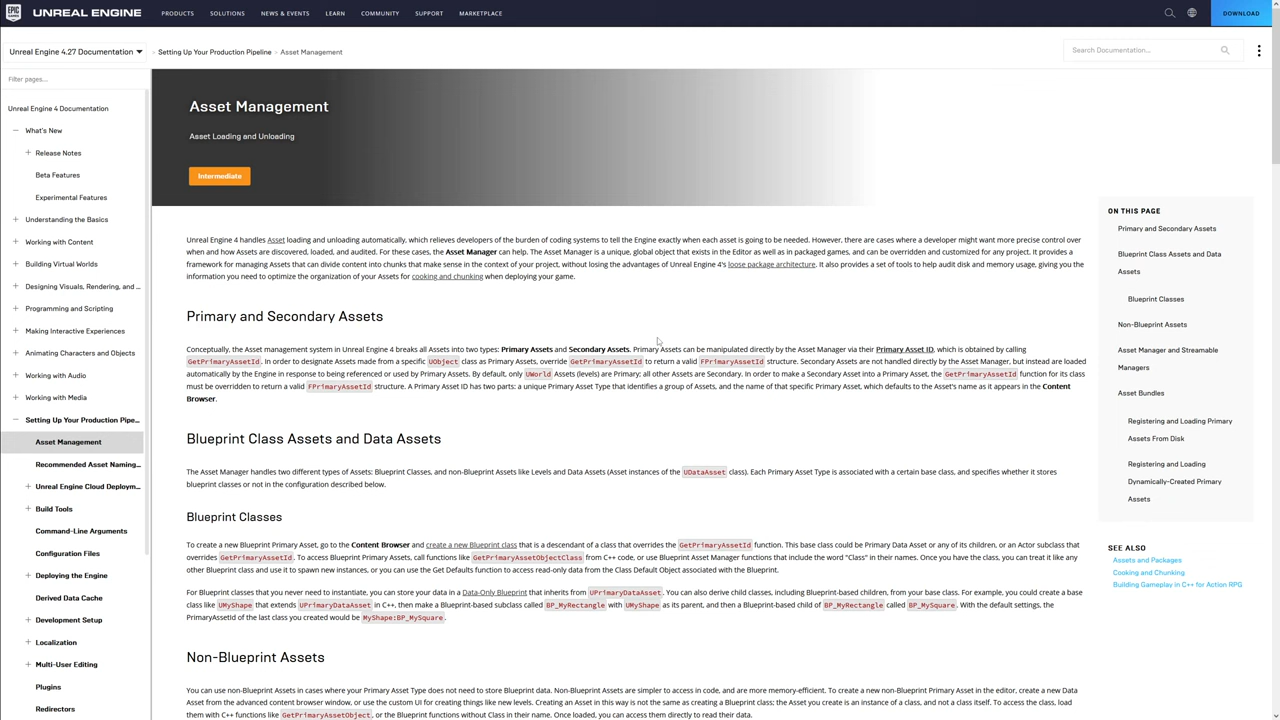 EPIC GAMES UNREAL ENGINE PRODUCTS SOLUTIONS NEWS & EVENTS LEARN COMMUNITY SUPPORT MARKETPLACE DOWNLOAD
Unreal Engine 4.27 Documentation > Setting Up Your Production Pipeline > Asset Management Search Documentation...
Filter pages...
Unreal Engine 4 Documentation
What's New
Release Notes
Beta Features
Experimental Features
Understanding the Basics
Working with Content
Building Virtual Worlds
Designing Visuals, Rendering, and ...
Programming and Scripting
Making Interactive Experiences
Animating Characters and Objects
Working with Audio
Working with Media
Setting Up Your Production Pipe...
Asset Management
Recommended Asset Naming...
Unreal Engine Cloud Deploym...
Build Tools
Command-Line Arguments
Configuration Files
Deploying the Engine
Derived Data Cache
Development Setup
Localization
Multi-User Editing
Plugins
Redirectors
Asset Management
Asset Loading and Unloading
Intermediate
Unreal Engine 4 handles Asset loading and unloading automatically, which relieves developers of the burden of coding systems to tell the Engine exactly when each asset is going to be needed. However, there are cases where a developer might want more precise control over
when and how Assets are discovered, loaded, and audited. For these cases, the Asset Manager can help. The Asset Manager is a unique, global object that exists in the Editor as well as in packaged games, and can be overridden and customized for any project. It provides a
framework for managing Assets that can divide content into chunks that make sense in the context of your project, without losing the advantages of Unreal Engine 4's loose package architecture. It also provides a set of tools to help audit disk and memory usage, giving you the
information you need to optimize the organization of your Assets for cooking and chunking when deploying your game.
Primary and Secondary Assets
Conceptually, the Asset management system in Unreal Engine 4 breaks all Assets into two types: Primary Assets and Secondary Assets. Primary Assets can be manipulated directly by the Asset Manager via their Primary Asset ID, which is obtained by calling
GetPrimaryAssetId. In order to designate Assets made from a specific UObject class as Primary Assets, override GetPrimaryAssetId to return a valid FPrimaryAssetId structure. Secondary Assets are not handled directly by the Asset Manager, but instead are loaded
automatically by the Engine in response to being referenced or used by Primary Assets. By default, only UWorld Assets (levels) are Primary; all other Assets are Secondary. In order to make a Secondary Asset into a Primary Asset, the GetPrimaryAssetId function for its class
must be overridden to return a valid FPrimaryAssetId structure. A Primary Asset ID has two parts: a unique Primary Asset Type that identifies a group of Assets, and the name of that specific Primary Asset, which defaults to the Asset's name as it appears in the Content
Browser.
Blueprint Class Assets and Data Assets
The Asset Manager handles two different types of Assets: Blueprint Classes, and non-Blueprint Assets like Levels and Data Assets (Asset instances of the UDataAsset class). Each Primary Asset Type is associated with a certain base class, and specifies whether it stores
blueprint classes or not in the configuration described below.
Blueprint Classes
To create a new Blueprint Primary Asset, go to the Content Browser and create a new Blueprint class that is a descendant of a class that overrides the GetPrimaryAssetId function. This base class could be Primary Data Asset or any of its children, or an Actor subclass that
overrides GetPrimaryAssetId. To access Blueprint Primary Assets, call functions like GetPrimaryAssetObjectClass from C++ code, or use Blueprint Asset Manager functions that include the word "Class" in their names. Once you have the class, you can treat it like any
other Blueprint class and use it to spawn new instances, or you can use the Get Defaults function to access read-only data from the Class Default Object associated with the Blueprint.
For Blueprint classes that you never need to instantiate, you can store your data in a Data-Only Blueprint that inherits from UPrimaryDataAsset. You can also derive child classes, including Blueprint-based children, from your base class. For example, you could create a base
class like UMyShape that extends UPrimaryDataAsset in C++, then make a Blueprint-based subclass called BP_MyRectangle with UMyShape as its parent, and then a Blueprint-based child of BP_MyRectangle called BP_MySquare. With the default settings, the
PrimaryAssetId of the last class you created would be MyShape:BP_MySquare.
Non-Blueprint Assets
You can use non-Blueprint Assets in cases where your Primary Asset Type does not need to store Blueprint data. Non-Blueprint Assets are simpler to access in code, and are more memory-efficient. To create a new non-Blueprint Primary Asset in the editor, create a new Data
Asset from the advanced content browser window, or use the custom UI for creating things like new levels. Creating an Asset in this way is not the same as creating a Blueprint class; the Asset you create is an instance of a class, and not a class itself. To access the class, load
them with C++ functions like GetPrimaryAssetObject, or the Blueprint functions without Class in their name. Once loaded, you can access them directly to read their data.
ON THIS PAGE
Primary and Secondary Assets
Blueprint Class Assets and Data
Assets
Blueprint Classes
Non-Blueprint Assets
Asset Manager and Streamable
Managers
Asset Bundles
Registering and Loading Primary
Assets From Disk
Registering and Loading
Dynamically-Created Primary
Assets
SEE ALSO
Assets and Packages
Cooking and Chunking
Building Gameplay in C++ for Action RPG